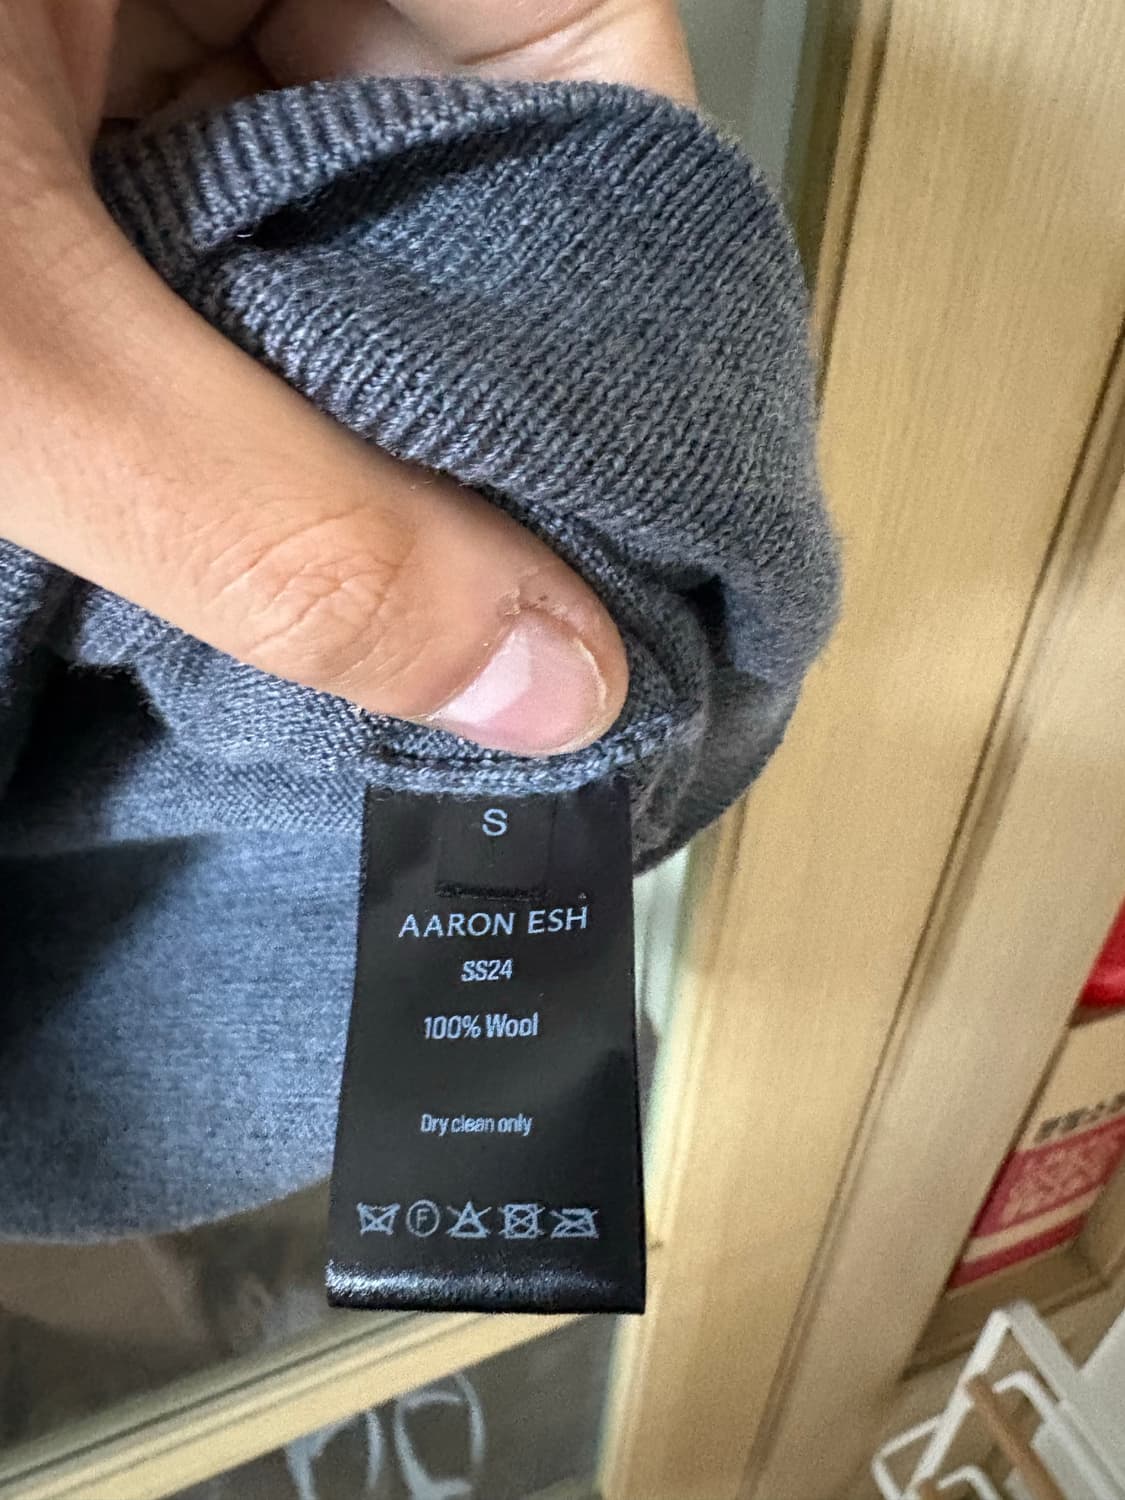 S
AARON ESH
SS24
100% Wool
Dry clean only
F